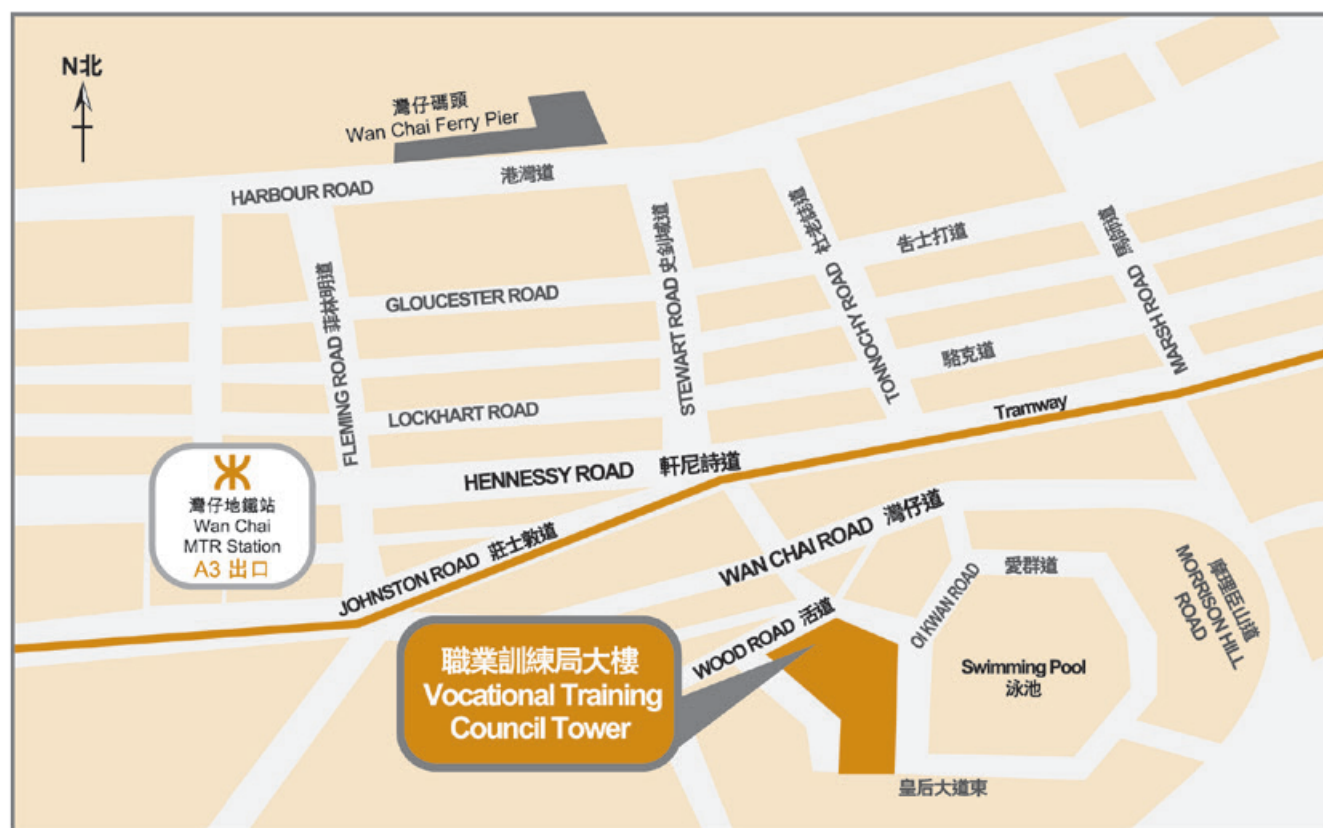 N北
灣仔碼頭
Wan Chai Ferry Pier
HARBOUR ROAD 港灣道
FLEMING ROAD 菲林明道
STEWART ROAD 史釗域道
TONNOCHY ROAD 杜老誌道
MARSH ROAD 馬師道
GLOUCESTER ROAD 告士打道
LOCKHART ROAD 駱克道
Tramway
HENNESSY ROAD 軒尼詩道
灣仔地鐵站
Wan Chai
MTR Station
A3 出口
JOHNSTON ROAD 莊士敦道
WAN CHAI ROAD 灣仔道
OI KWAN ROAD 愛群道
摩理臣山道
MORRISON HILL
ROAD
WOOD ROAD 活道
職業訓練局大樓
Vocational Training
Council Tower
Swimming Pool
泳池
皇后大道東